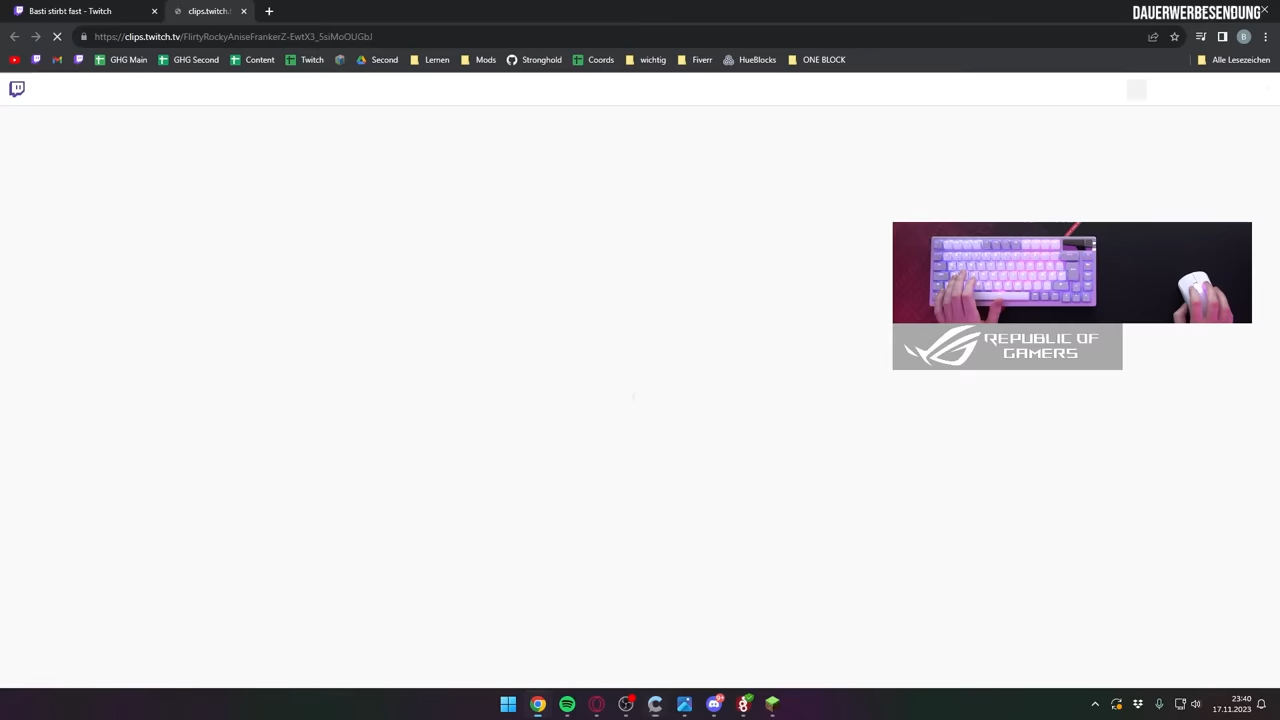 Basti stirbt fast - Twitch
clips.twitch.t
DAUERWERBESENDUNG
https://clips.twitch.tv/FlirtyRockyAniseFrankerZ-EwtX3_5siMoOUGbJ
B
GHG Main
GHG Second
Content
Twitch
Second
Lernen
Mods
Stronghold
Coords
wichtig
Fiverr
HueBlocks
ONE BLOCK
Alle Lesezeichen
REPUBLIC OF
GAMERS
23:40
17.11.2023